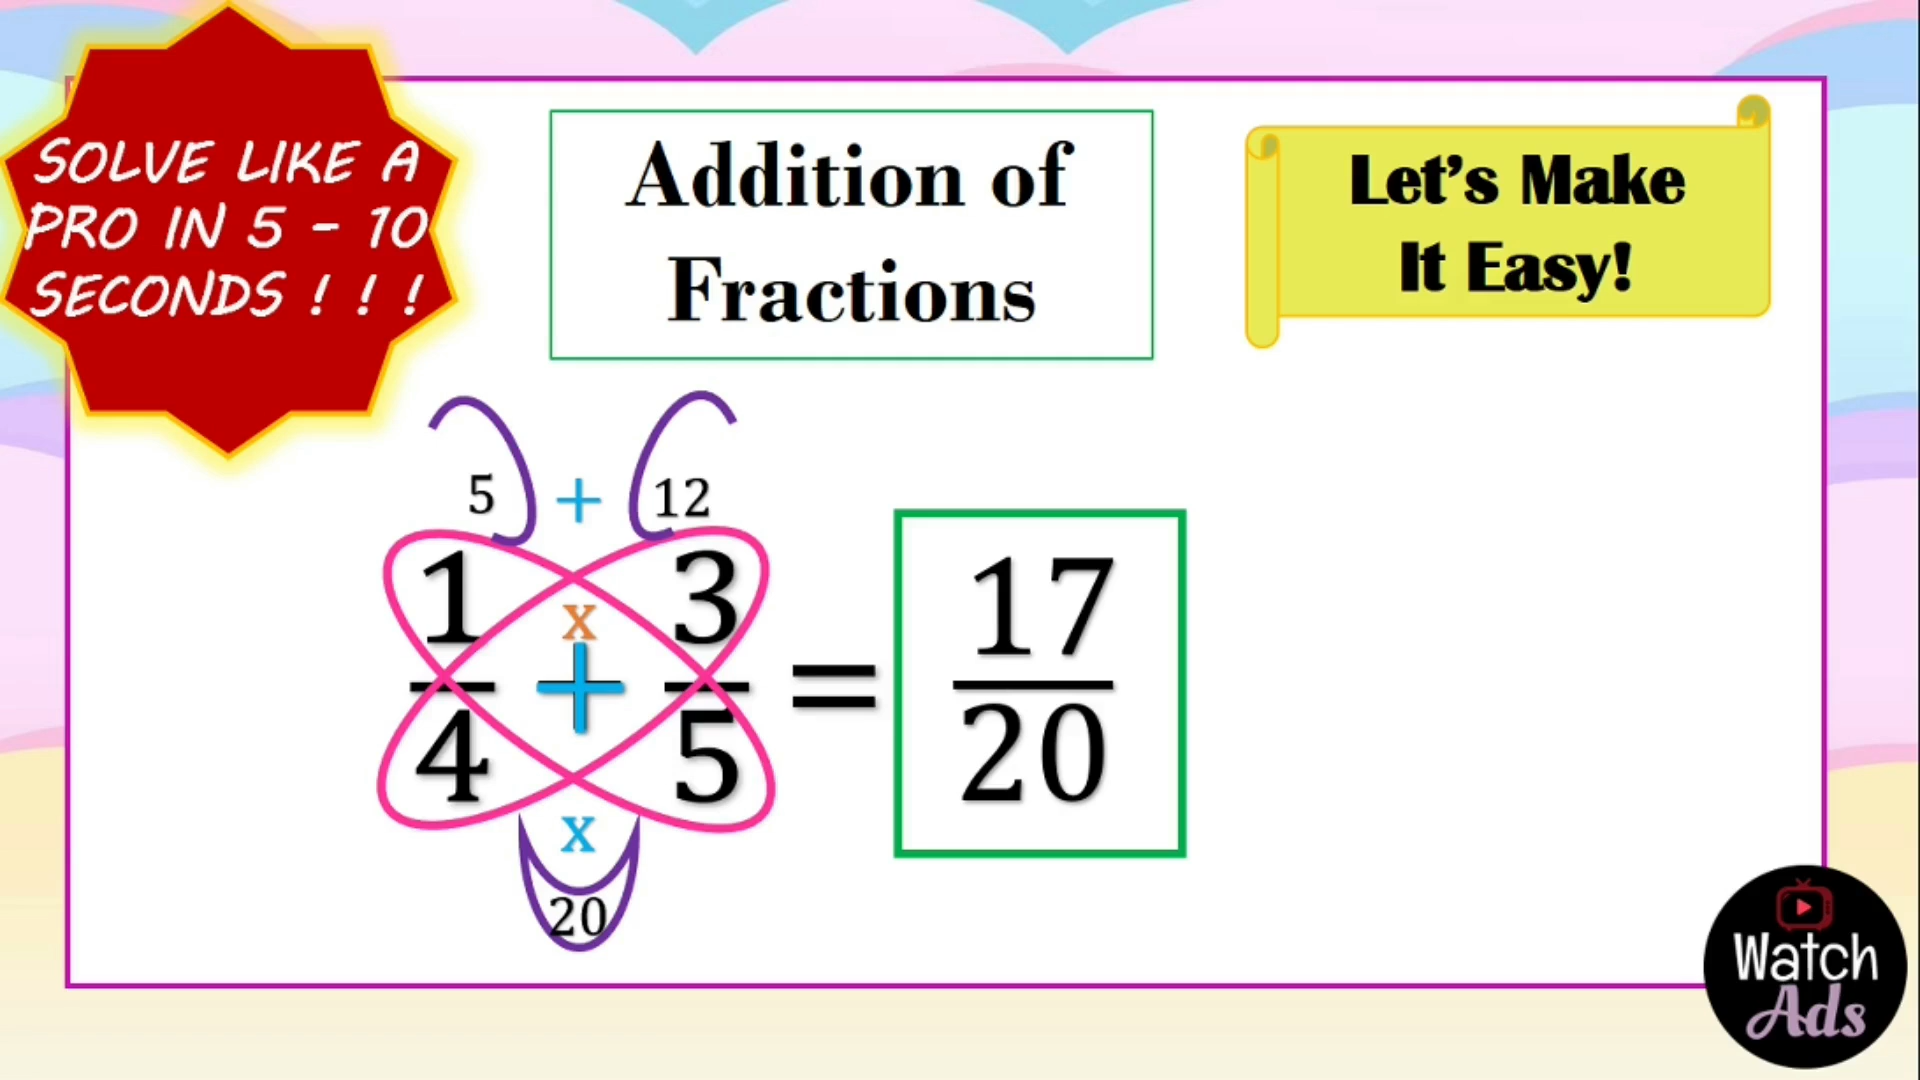 SOLVE LIKE A
PRO IN 5 - 10
SECONDS ! ! !
Addition of
Fractions
Let's Make
It Easy!
5 + 12
1 x 3
+ =
4 5
17
20
x
20
Watch
Ads